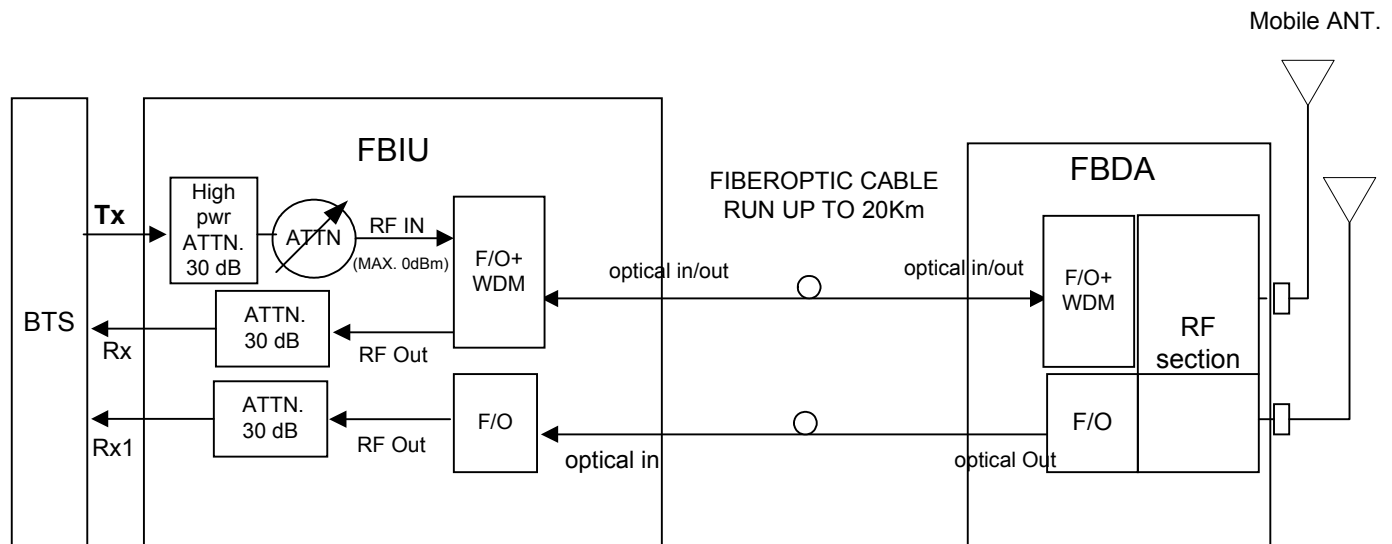 Mobile ANT.
FBIU
FBDA
FIBEROPTIC CABLE
RUN UP TO 20Km
BTS
Tx
High
pwr
ATTN.
30 dB
ATTN
RF IN
(MAX. 0dBm)
F/O+
WDM
optical in/out
optical in/out
F/O+
WDM
RF
section
Rx
ATTN.
30 dB
RF Out
Rx1
ATTN.
30 dB
RF Out
F/O
optical in
optical Out
F/O